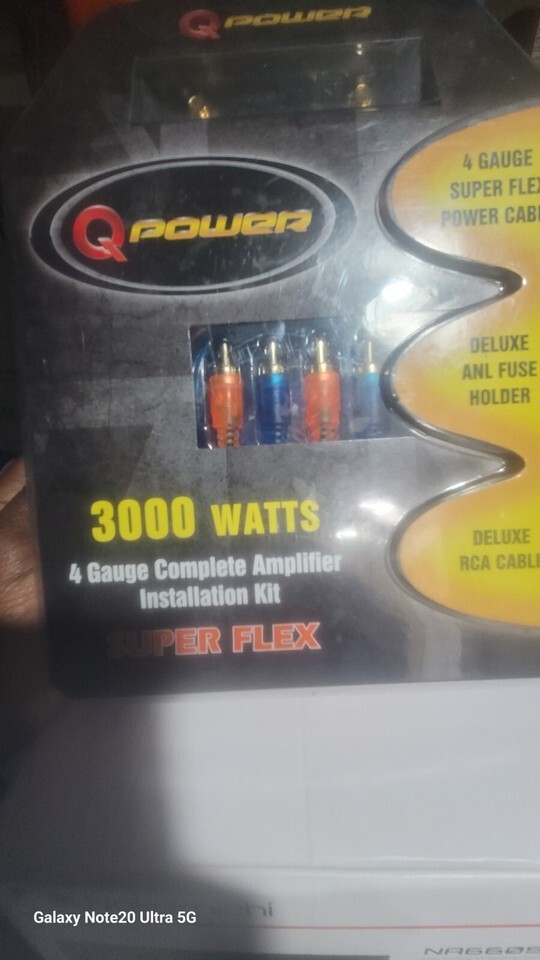 Q POWER
Q POWER
4 GAUGE
SUPER FLEX
POWER CABL
DELUXE
ANL FUSE
HOLDER
3000 WATTS
4 Gauge Complete Amplifier
Installation Kit
SUPER FLEX
DELUXE
RCA CABL
Galaxy Note20 Ultra 5G